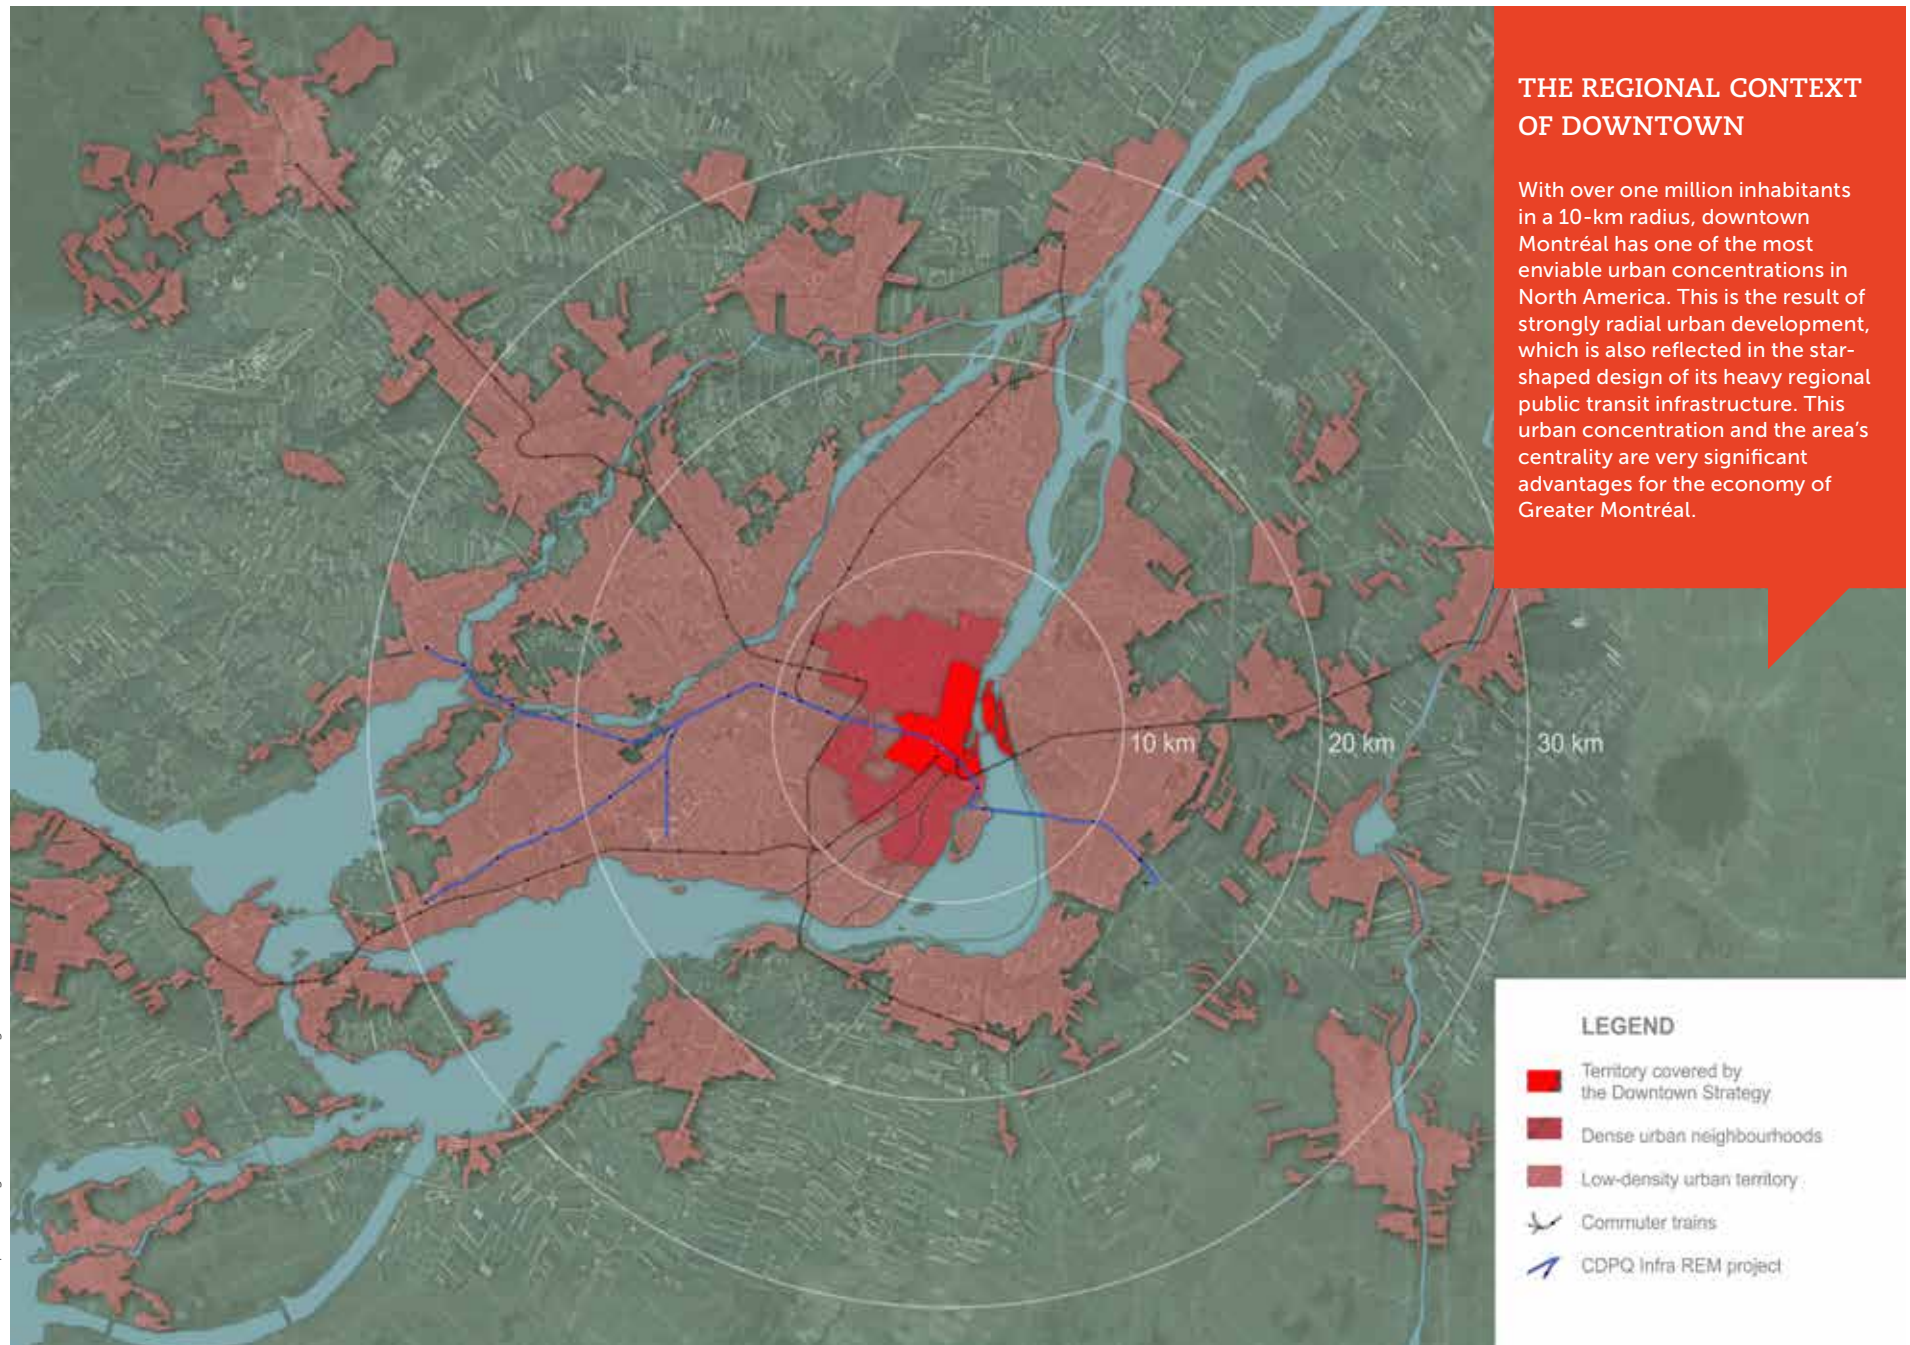 THE REGIONAL CONTEXT
OF DOWNTOWN
With over one million inhabitants
in a 10-km radius, downtown
Montréal has one of the most
enviable urban concentrations in
North America. This is the result of
strongly radial urban development,
which is also reflected in the star-
shaped design of its heavy regional
public transit infrastructure. This
urban concentration and the area’s
centrality are very significant
advantages for the economy of
Greater Montréal.
10 km
20 km
30 km
LEGEND
Territory covered by
the Downtown Strategy
Dense urban neighbourhoods
Low-density urban territory
Commuter trains
CDPQ Infra REM project